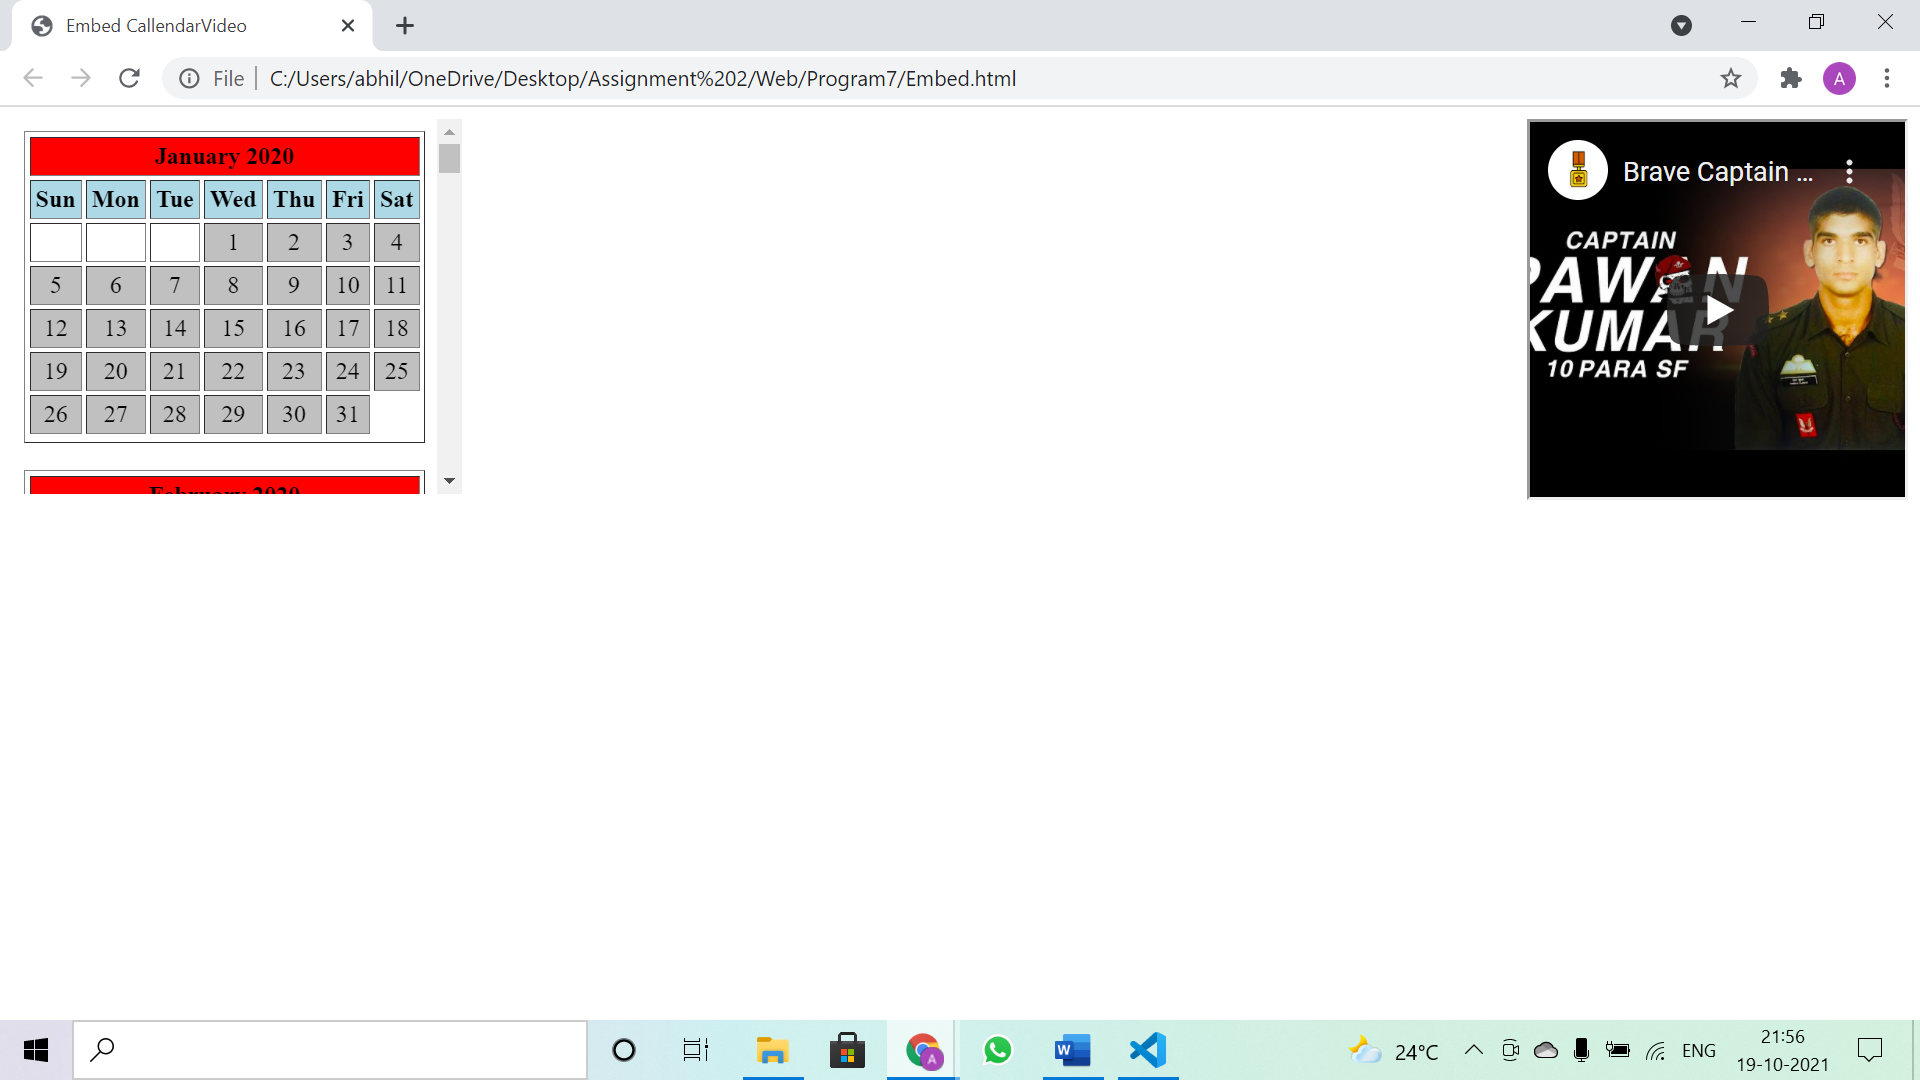 Embed CallendarVideo
File
C:/Users/abhil/OneDrive/Desktop/Assignment%202/Web/Program7/Embed.html
A
January 2020
Sun Mon Tue Wed Thu Fri Sat
1 2 3 4
5 6 7 8 9 10 11
12 13 14 15 16 17 18
19 20 21 22 23 24 25
26 27 28 29 30 31
February 2020
Brave Captain ...
CAPTAIN
PAWAN
KUMAR
10 PARA SF
A
W
24°C
ENG
21:56
19-10-2021